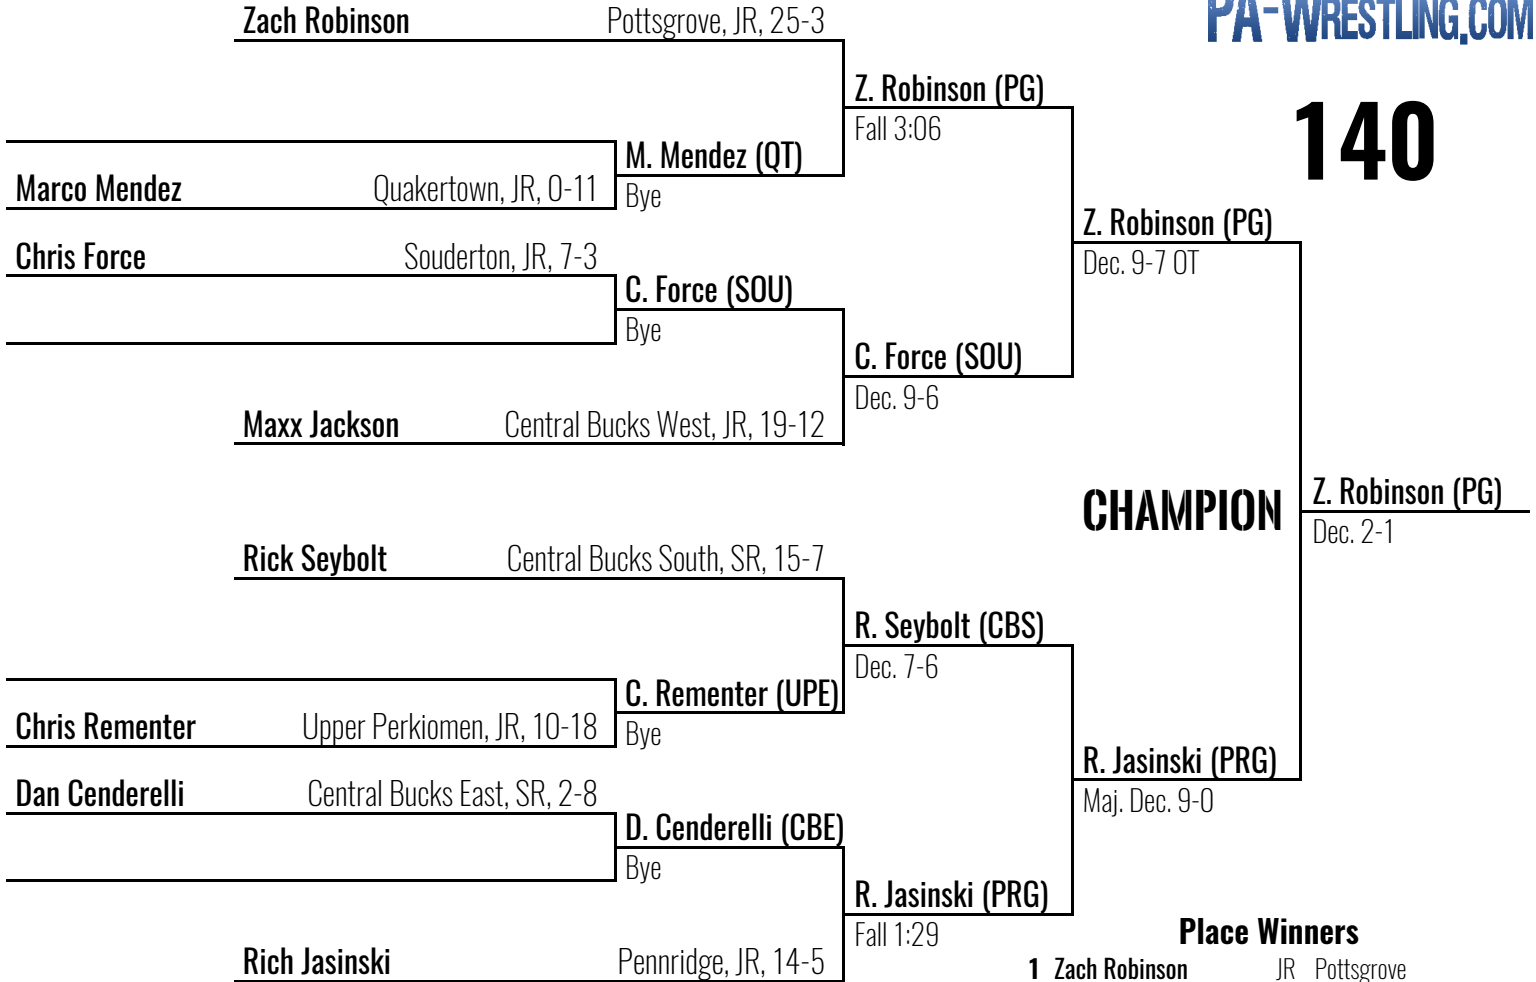 PA-WRESTLING.COM
140
Zach Robinson Pottsgrove, JR, 25-3
Z. Robinson (PG)
Fall 3:06
M. Mendez (QT)
Bye
Marco Mendez Quakertown, JR, 0-11
Z. Robinson (PG)
Dec. 9-7 OT
Chris Force Souderton, JR, 7-3
C. Force (SOU)
Bye
C. Force (SOU)
Dec. 9-6
Maxx Jackson Central Bucks West, JR, 19-12
CHAMPION
Z. Robinson (PG)
Dec. 2-1
Rick Seybolt Central Bucks South, SR, 15-7
R. Seybolt (CBS)
Dec. 7-6
C. Rementer (UPE)
Bye
Chris Rementer Upper Perkiomen, JR, 10-18
R. Jasinski (PRG)
Maj. Dec. 9-0
Dan Cenderelli Central Bucks East, SR, 2-8
D. Cenderelli (CBE)
Bye
R. Jasinski (PRG)
Fall 1:29
Rich Jasinski Pennridge, JR, 14-5
Place Winners
1 Zach Robinson JR Pottsgrove